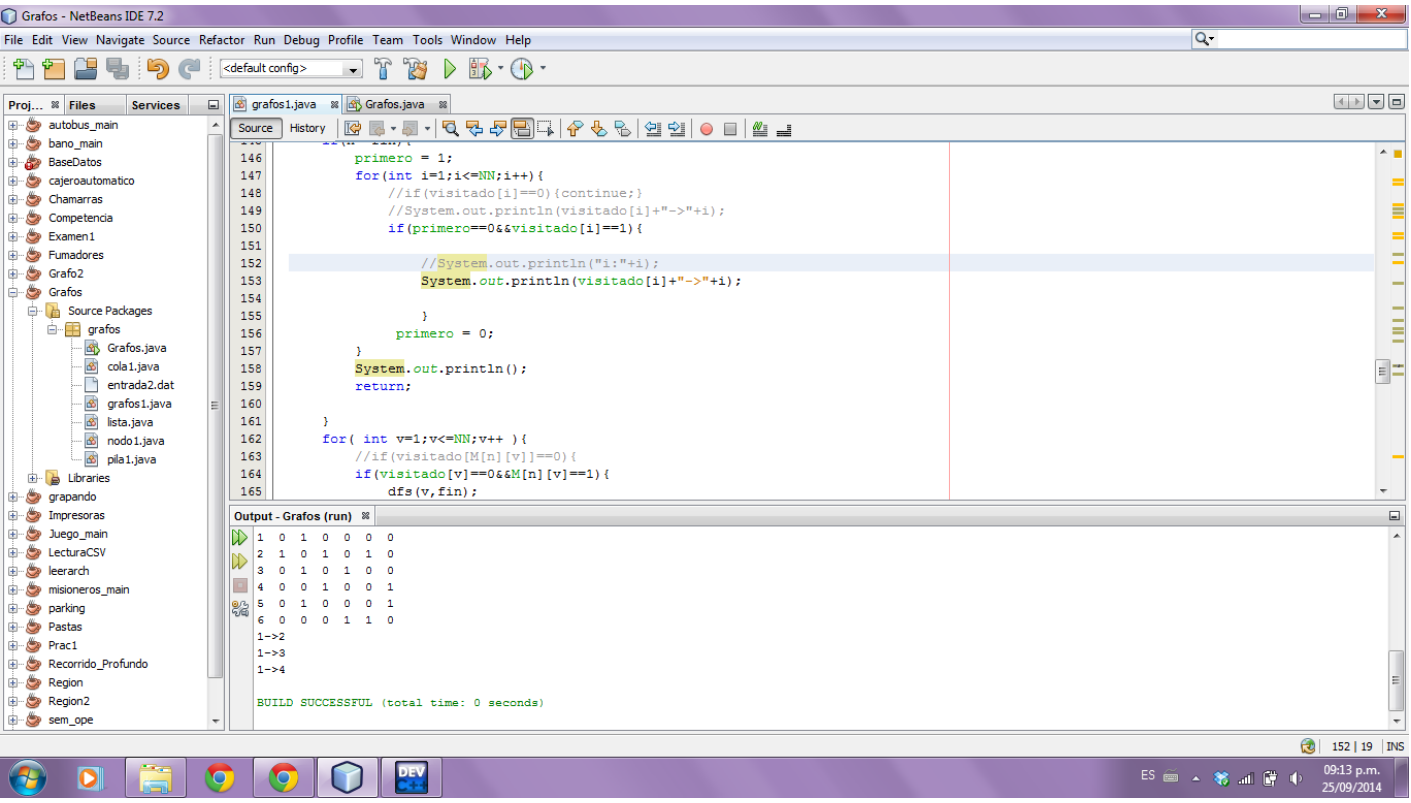 Grafos - NetBeans IDE 7.2
File Edit View Navigate Source Refactor Run Debug Profile Team Tools Window Help
<default config>
Proj... Files Services
autobus_main
bano_main
BaseDatos
cajeroautomatico
Chamarras
Competencia
Examen1
Fumadores
Grafo2
Grafos
Source Packages
grafos
Grafos.java
cola1.java
entrada2.dat
grafos1.java
lista.java
nodo1.java
pila1.java
Libraries
grapando
Impresoras
Juego_main
LecturaCSV
leerarch
misioneros_main
parking
Pastas
Prac1
Recorrido_Profundo
Region
Region2
sem_ope
grafos1.java Grafos.java
Source History
146 primero = 1;
147 for(int i=1;i<=NN;i++){
148 //if(visitado[i]==0){continue;}
149 //System.out.println(visitado[i]+"->"+i);
150 if(primero==0&&visitado[i]==1){
151
152 //System.out.println("i:"+i);
153 System.out.println(visitado[i]+"->"+i);
154
155 }
156 primero = 0;
157 }
158 System.out.println();
159 return;
160
161 }
162 for( int v=1;v<=NN;v++ ){
163 //if(visitado[M[n][v]]==0){
164 if(visitado[v]==0&&M[n][v]==1){
165 dfs(v,fin);
Output - Grafos (run)
1 0 1 0 0 0 0
2 1 0 1 0 1 0
3 0 1 0 1 0 0
4 0 0 1 0 0 1
5 0 1 0 0 0 1
6 0 0 0 1 1 0
1->2
1->3
1->4
BUILD SUCCESSFUL (total time: 0 seconds)
152 | 19 INS
DEV
C++
ES
09:13 p.m.
25/09/2014